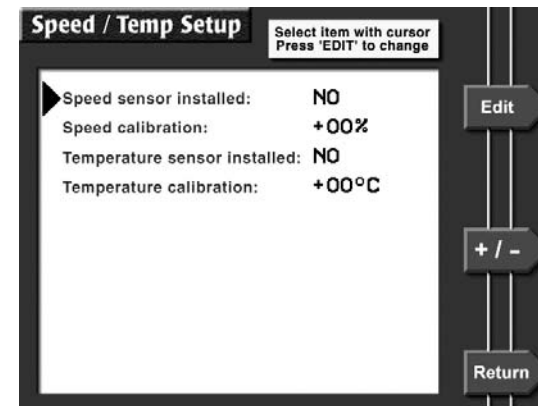 Speed / Temp Setup
Select item with cursor
Press 'EDIT' to change
Speed sensor installed: NO
Speed calibration: +00%
Temperature sensor installed: NO
Temperature calibration: +00°C
Edit
+ / -
Return